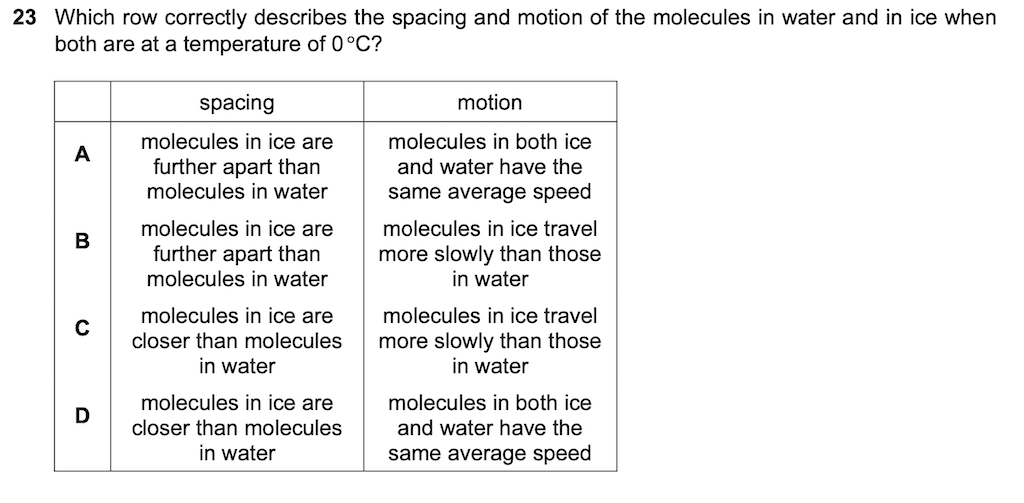 23 Which row correctly describes the spacing and motion of the molecules in water and in ice when
both are at a temperature of 0°C?
spacing motion
A
molecules in ice are
further apart than
molecules in water
molecules in both ice
and water have the
same average speed
B
molecules in ice are
further apart than
molecules in water
molecules in ice travel
more slowly than those
in water
C
molecules in ice are
closer than molecules
in water
molecules in ice travel
more slowly than those
in water
D
molecules in ice are
closer than molecules
in water
molecules in both ice
and water have the
same average speed